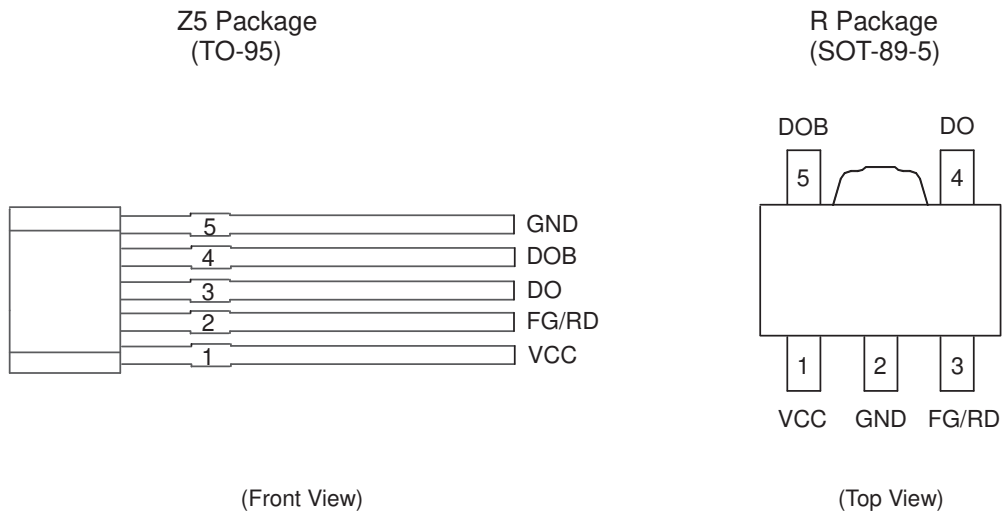 Z5 Package
(TO-95)
R Package
(SOT-89-5)
DOB DO
5 4
5 GND
4 DOB
3 DO
2 FG/RD
1 VCC
1 2 3
VCC GND FG/RD
(Front View)
(Top View)